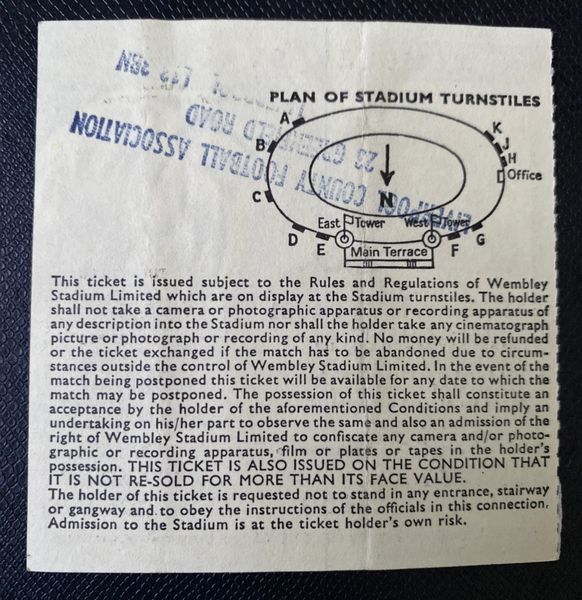 LIVERPOOL COUNTY FOOTBALL ASSOCIATION
23 GREENFIELD ROAD
LIVERPOOL L13 3BN
PLAN OF STADIUM TURNSTILES
A
B
C
D
E
K
J
H
Office
N
East Tower
West Tower
F
G
Main Terrace
This ticket is issued subject to the Rules and Regulations of Wembley
Stadium Limited which are on display at the Stadium turnstiles. The holder
shall not take a camera or photographic apparatus or recording apparatus of
any description into the Stadium nor shall the holder take any cinematograph
picture or photograph or recording of any kind. No money will be refunded
or the ticket exchanged if the match has to be abandoned due to circum-
stances outside the control of Wembley Stadium Limited. In the event of the
match being postponed this ticket will be available for any date to which the
match may be postponed. The possession of this ticket shall constitute an
acceptance by the holder of the aforementioned Conditions and imply an
undertaking on his/her part to observe the same and also an admission of the
right of Wembley Stadium Limited to confiscate any camera and/or photo-
graphic or recording apparatus, film or plates or tapes in the holder's
possession. THIS TICKET IS ALSO ISSUED ON THE CONDITION THAT
IT IS NOT RE-SOLD FOR MORE THAN ITS FACE VALUE.
The holder of this ticket is requested not to stand in any entrance, stairway
or gangway and to obey the instructions of the officials in this connection.
Admission to the Stadium is at the ticket holder's own risk.